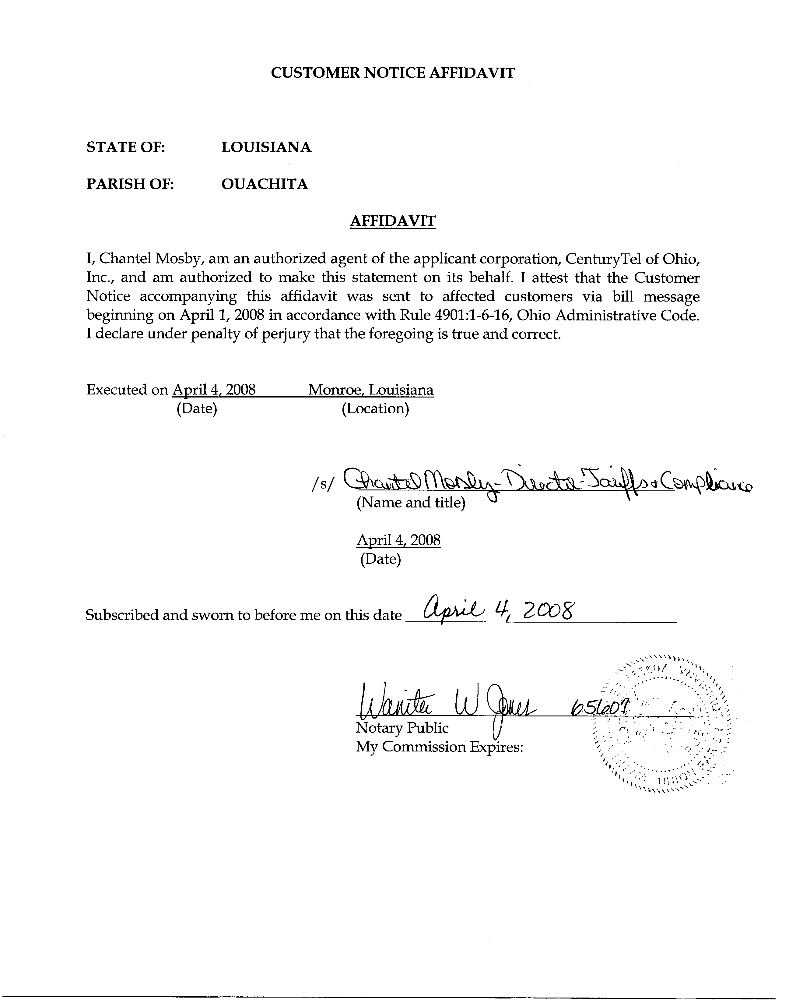 CUSTOMER NOTICE AFFIDAVIT
STATE OF: LOUISIANA
PARISH OF: OUACHITA
AFFIDAVIT
I, Chantel Mosby, am an authorized agent of the applicant corporation, CenturyTel of Ohio,
Inc., and am authorized to make this statement on its behalf. I attest that the Customer
Notice accompanying this affidavit was sent to affected customers via bill message
beginning on April 1, 2008 in accordance with Rule 4901:1-6-16, Ohio Administrative Code.
I declare under penalty of perjury that the foregoing is true and correct.
Executed on April 4, 2008 Monroe, Louisiana
(Date) (Location)
/s/ Chantel Mosby-Director-Tariffs & Compliance
(Name and title)
April 4, 2008
(Date)
Subscribed and sworn to before me on this date April 4, 2008
Wanita W Jones 65607
Notary Public
My Commission Expires:
UNION PARISH